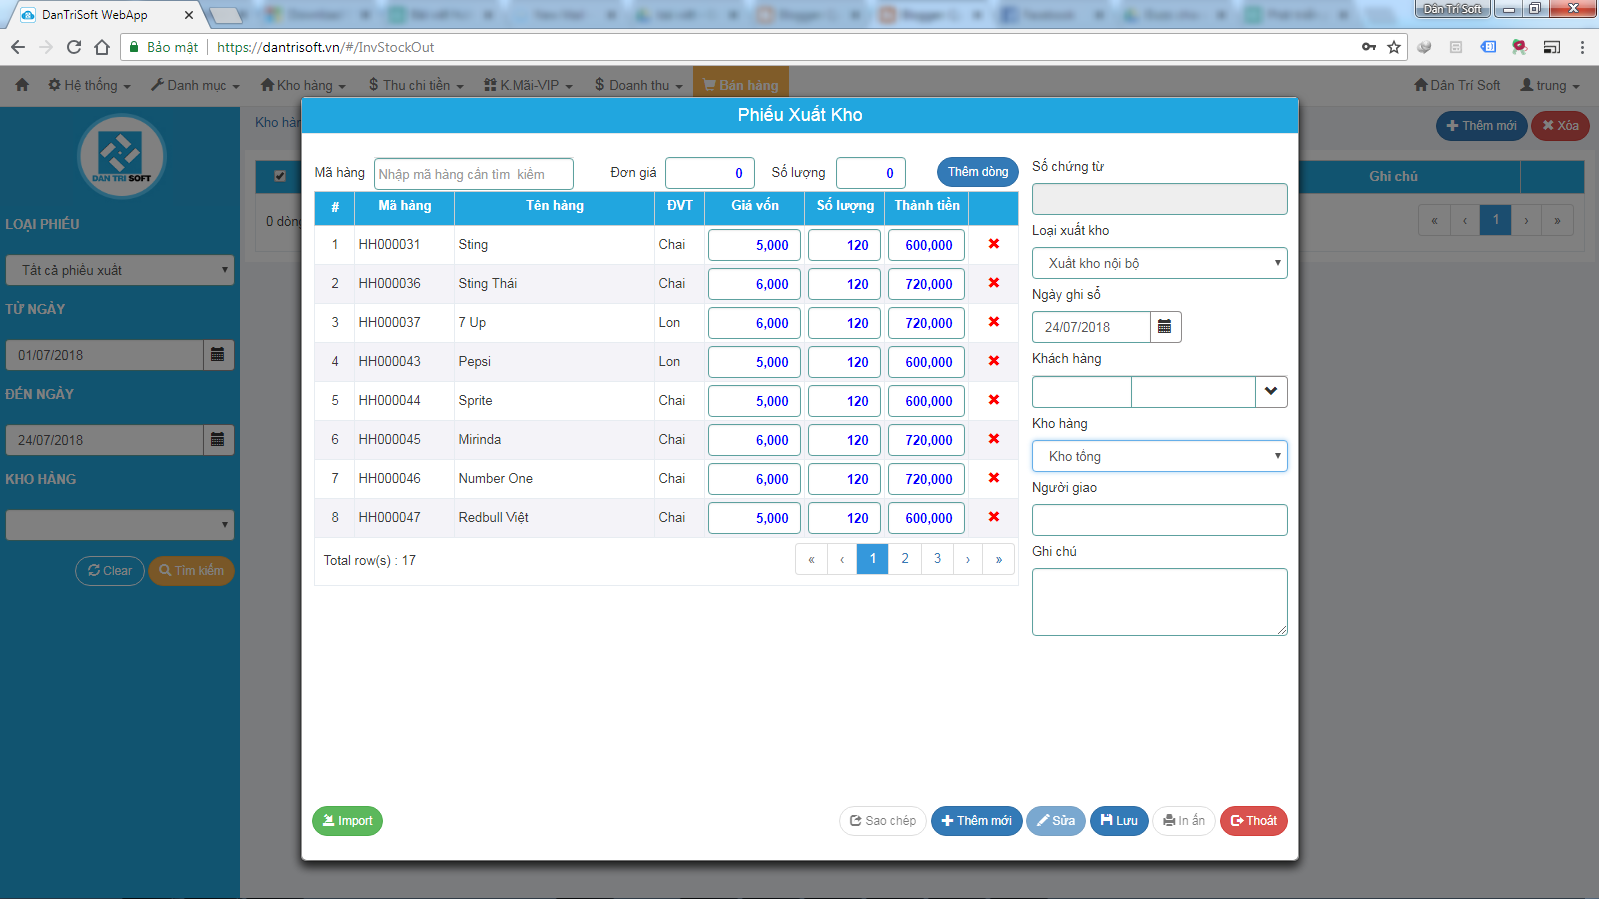 DanTriSoft WebApp
Dân Trí Soft
Bảo mật https://dantrisoft.vn/#/InvStockOut
Hệ thống Danh mục Kho hàng $ Thu chi tiền K.Mãi-VIP $ Doanh thu Bán hàng Dân Trí Soft trung
DAN TRI SOFT
LOẠI PHIẾU
Tất cả phiếu xuất
TỪ NGÀY
01/07/2018
ĐẾN NGÀY
24/07/2018
KHO HÀNG
Clear Tìm kiếm
Kho hàn
0 dòng
Thêm mới Xóa
Ghi chú
« ‹ 1 › »
Phiếu Xuất Kho
Mã hàng Nhập mã hàng cần tìm kiếm Đơn giá 0 Số lượng 0 Thêm dòng
# Mã hàng Tên hàng ĐVT Giá vốn Số lượng Thành tiền
1 HH000031 Sting Chai 5,000 120 600,000
2 HH000036 Sting Thái Chai 6,000 120 720,000
3 HH000037 7 Up Lon 6,000 120 720,000
4 HH000043 Pepsi Lon 5,000 120 600,000
5 HH000044 Sprite Chai 5,000 120 600,000
6 HH000045 Mirinda Chai 6,000 120 720,000
7 HH000046 Number One Chai 6,000 120 720,000
8 HH000047 Redbull Việt Chai 5,000 120 600,000
Total row(s) : 17 « ‹ 1 2 3 › »
Số chứng từ
Loại xuất kho
Xuất kho nội bộ
Ngày ghi sổ
24/07/2018
Khách hàng
Kho hàng
Kho tổng
Người giao
Ghi chú
Import Sao chép Thêm mới Sửa Lưu In ấn Thoát